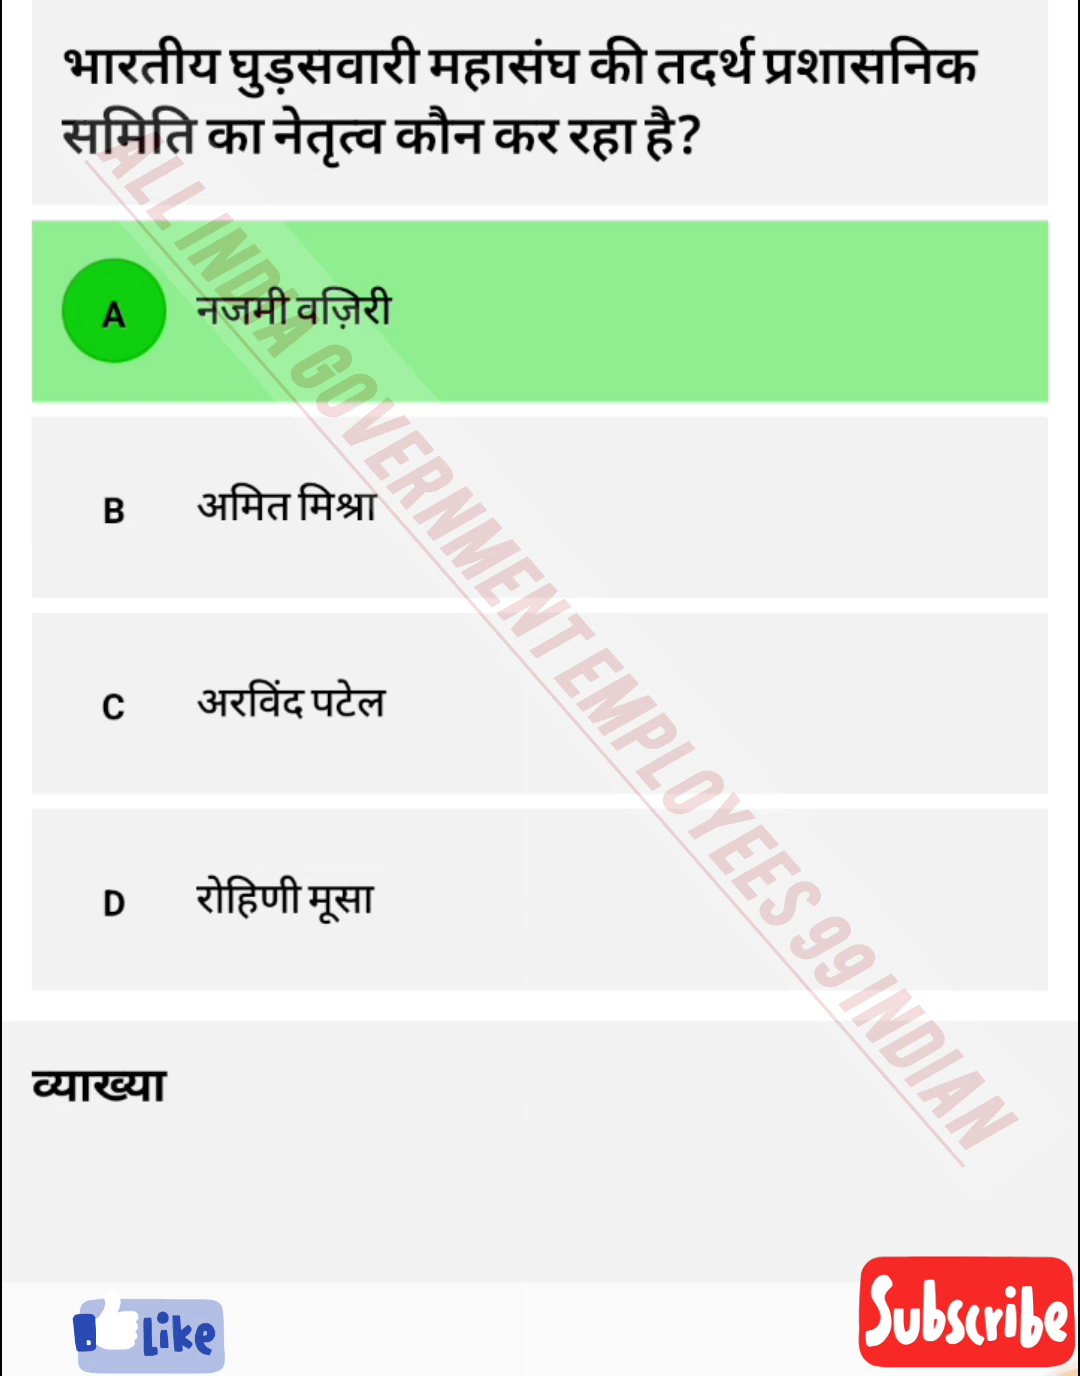 भारतीय घुड़सवारी महासंघ की तदर्थ प्रशासनिक
समिति का नेतृत्व कौन कर रहा है?
A नजमी वज़िरी
B अमित मिश्रा
C अरविंद पटेल
D रोहिणी मूसा
ALL INDIA GOVERNMENT EMPLOYEES 99 INDIAN
व्याख्या
Like
Subscribe